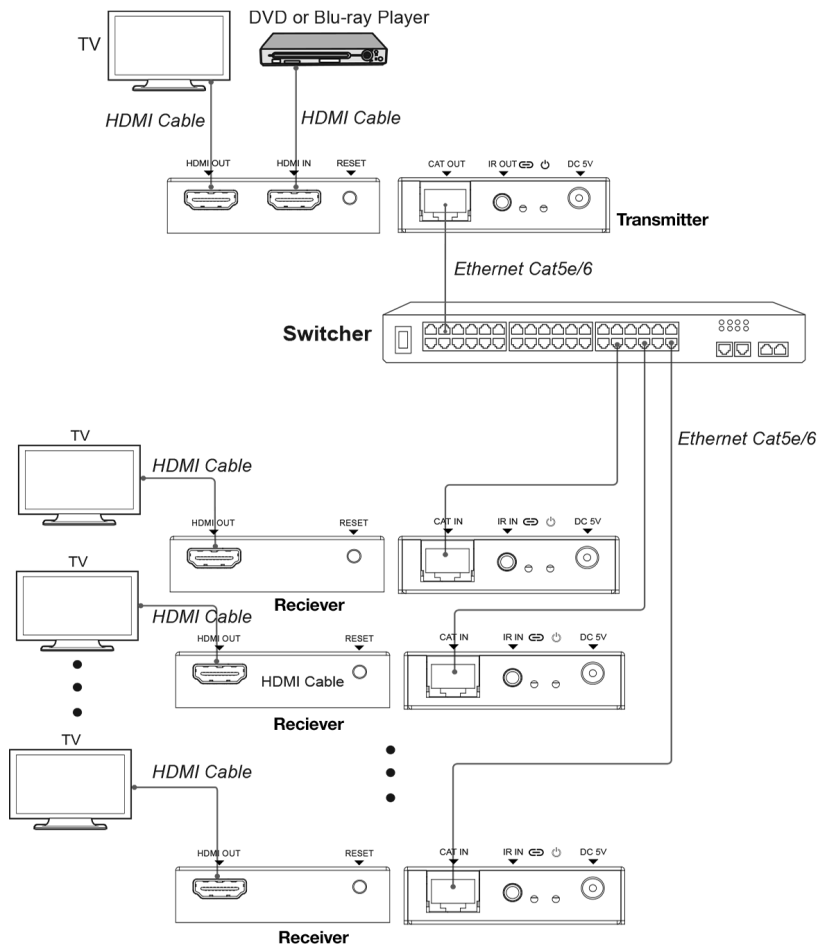 DVD or Blu-ray Player
TV
HDMI Cable
HDMI Cable
HDMI OUT
HDMI IN
RESET
CAT OUT
IR OUT
DC 5V
Transmitter
Ethernet Cat5e/6
Switcher
Ethernet Cat5e/6
TV
HDMI Cable
HDMI OUT
RESET
CAT IN
IR IN
DC 5V
Reciever
TV
HDMI Cable
HDMI OUT
RESET
CAT IN
IR IN
DC 5V
HDMI Cable
Reciever
TV
HDMI Cable
HDMI OUT
RESET
CAT IN
IR IN
DC 5V
Receiver